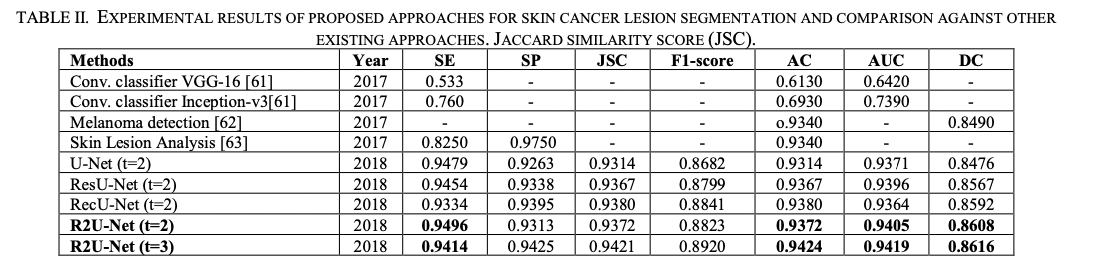 TABLE II. EXPERIMENTAL RESULTS OF PROPOSED APPROACHES FOR SKIN CANCER LESION SEGMENTATION AND COMPARISON AGAINST OTHER
EXISTING APPROACHES. JACCARD SIMILARITY SCORE (JSC).
Methods Year SE SP JSC F1-score AC AUC DC
Conv. classifier VGG-16 [61] 2017 0.533 - - - 0.6130 0.6420 -
Conv. classifier Inception-v3[61] 2017 0.760 - - - 0.6930 0.7390 -
Melanoma detection [62] 2017 - - - - o.9340 - 0.8490
Skin Lesion Analysis [63] 2017 0.8250 0.9750 - - 0.9340 - -
U-Net (t=2) 2018 0.9479 0.9263 0.9314 0.8682 0.9314 0.9371 0.8476
ResU-Net (t=2) 2018 0.9454 0.9338 0.9367 0.8799 0.9367 0.9396 0.8567
RecU-Net (t=2) 2018 0.9334 0.9395 0.9380 0.8841 0.9380 0.9364 0.8592
R2U-Net (t=2) 2018 0.9496 0.9313 0.9372 0.8823 0.9372 0.9405 0.8608
R2U-Net (t=3) 2018 0.9414 0.9425 0.9421 0.8920 0.9424 0.9419 0.8616